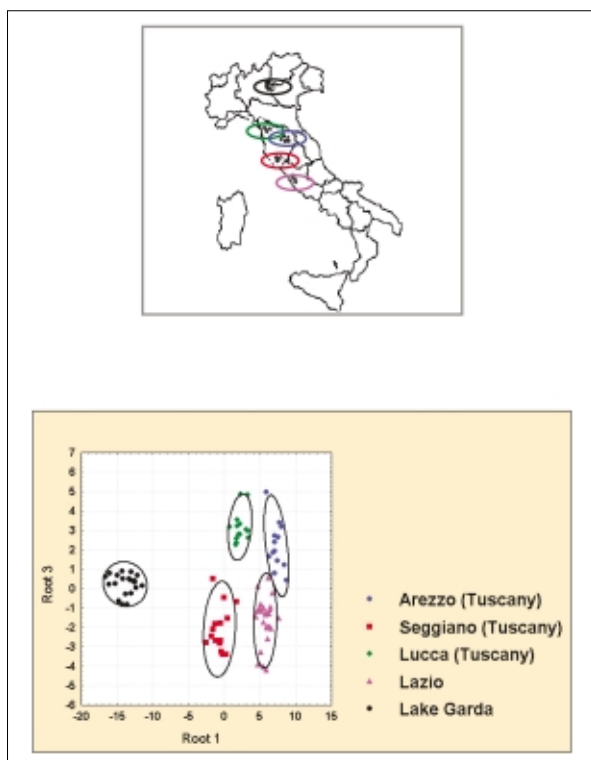 7
6
5
4
3
2
1
0
-1
-2
-3
-4
-5
-6
Root 3
-20 -15 -10 -5 0 5 10 15
Root 1
Arezzo (Tuscany)
Seggiano (Tuscany)
Lucca (Tuscany)
Lazio
Lake Garda